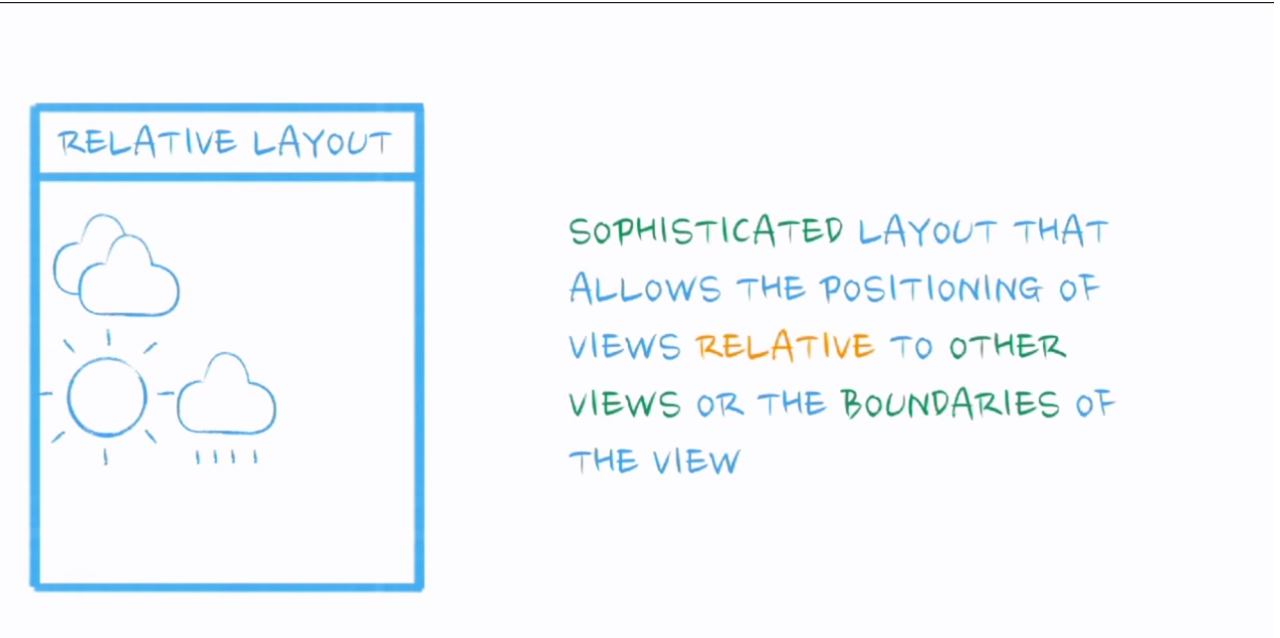 RELATIVE LAYOUT
SOPHISTICATED LAYOUT THAT
ALLOWS THE POSITIONING OF
VIEWS RELATIVE TO OTHER
VIEWS OR THE BOUNDARIES OF
THE VIEW